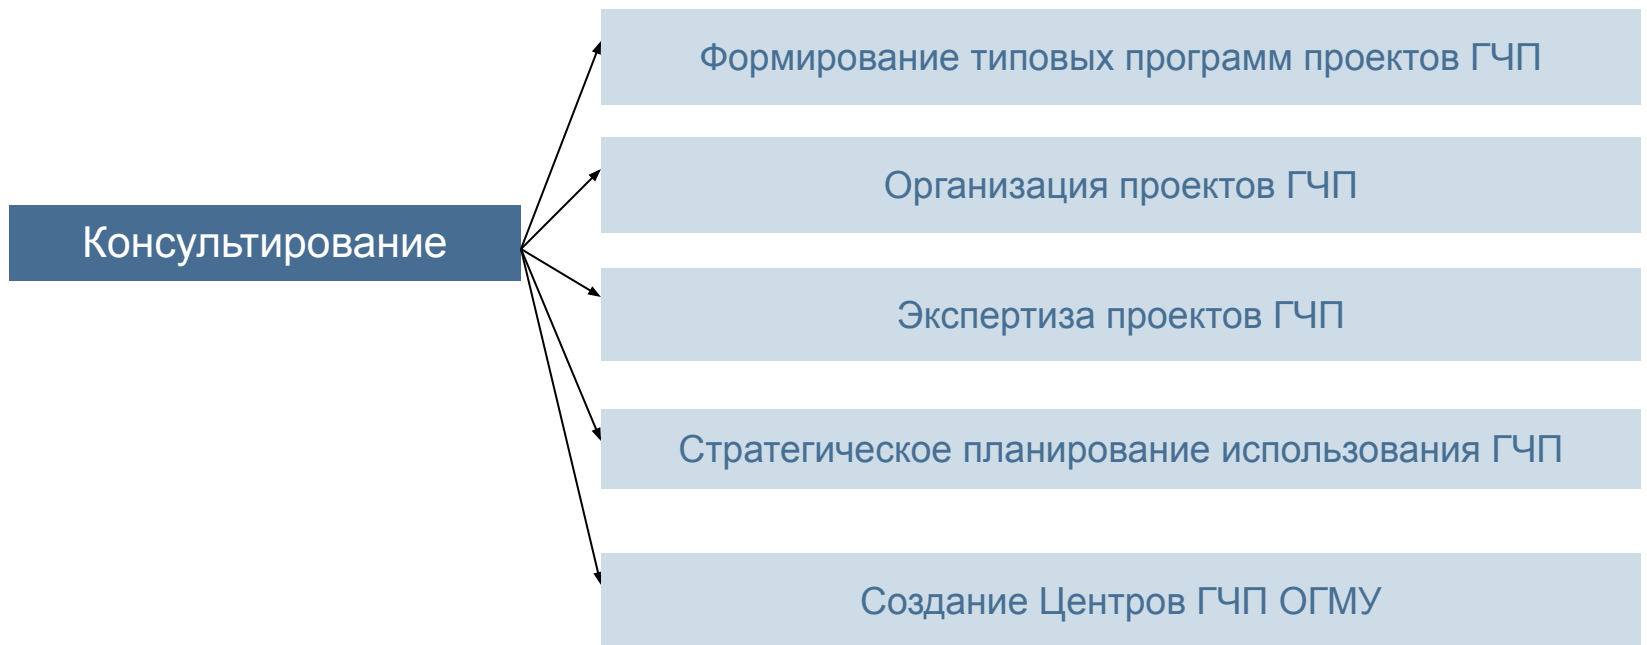 Формирование типовых программ проектов ГЧП
Организация проектов ГЧП
Консультирование
Экспертиза проектов ГЧП
Стратегическое планирование использования ГЧП
Создание Центров ГЧП ОГМУ